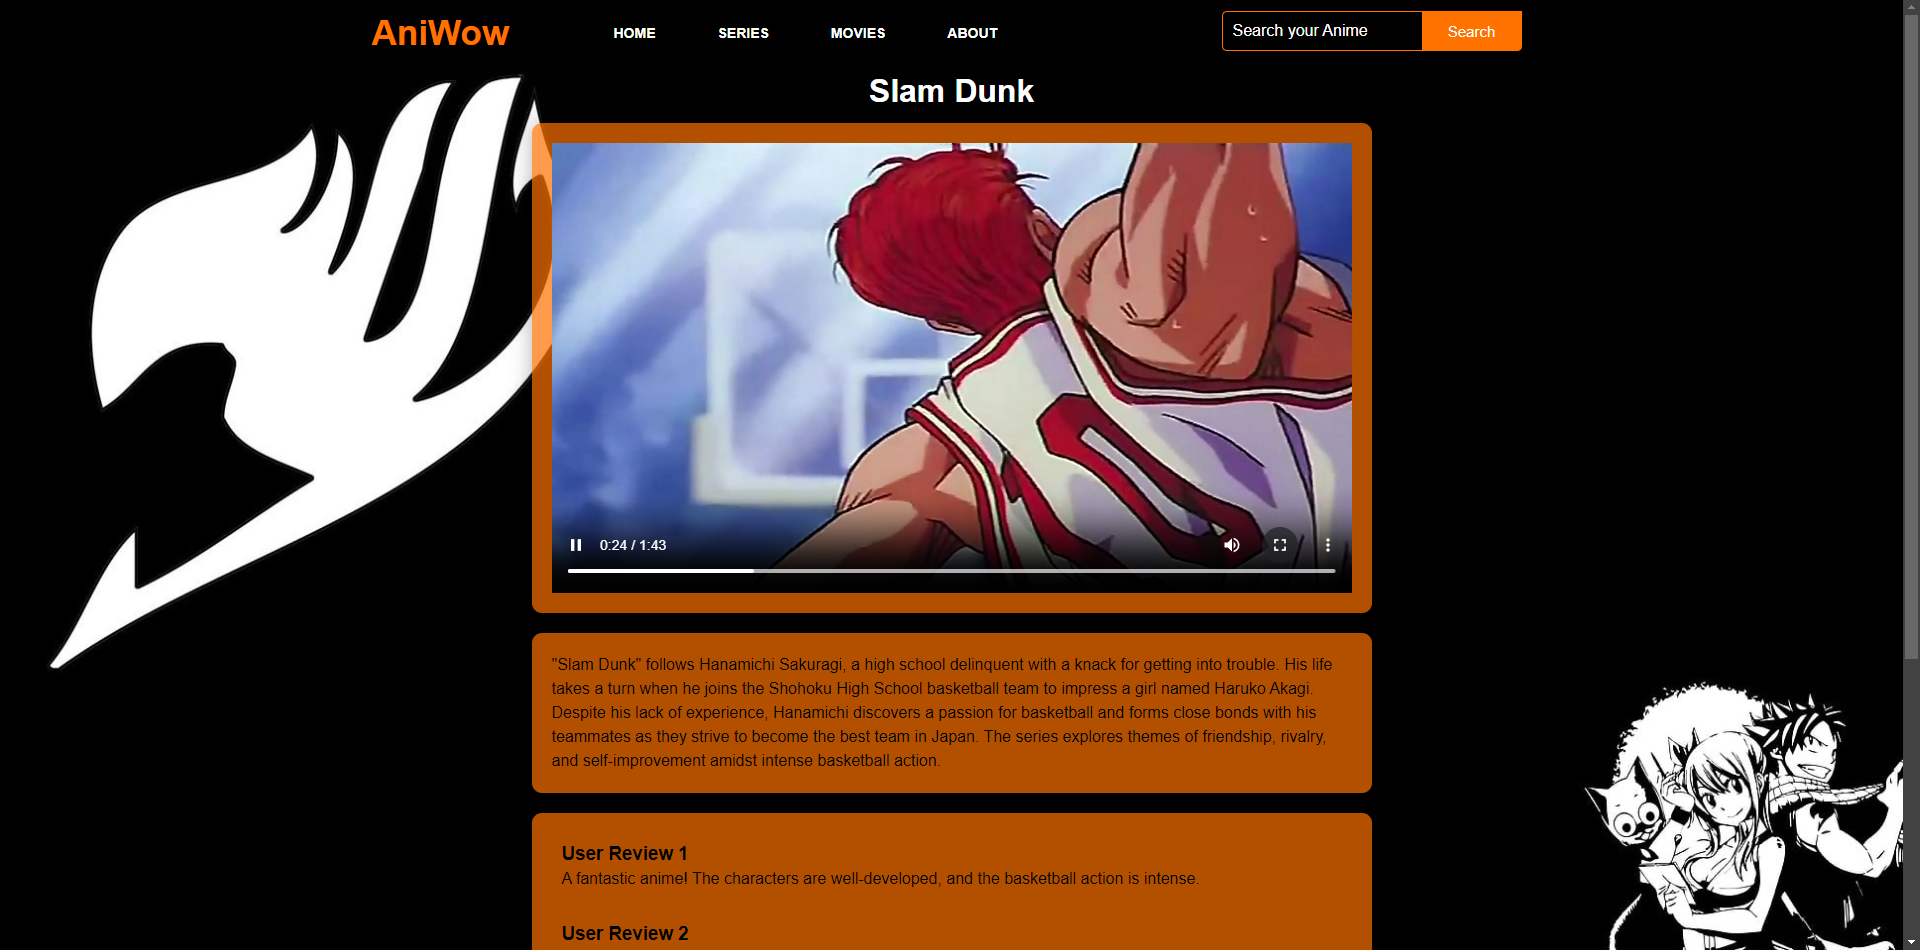 AniWow
HOME
SERIES
MOVIES
ABOUT
Search your Anime
Search
Slam Dunk
0:24 / 1:43
"Slam Dunk" follows Hanamichi Sakuragi, a high school delinquent with a knack for getting into trouble. His life
takes a turn when he joins the Shohoku High School basketball team to impress a girl named Haruko Akagi.
Despite his lack of experience, Hanamichi discovers a passion for basketball and forms close bonds with his
teammates as they strive to become the best team in Japan. The series explores themes of friendship, rivalry,
and self-improvement amidst intense basketball action.
User Review 1
A fantastic anime! The characters are well-developed, and the basketball action is intense.
User Review 2